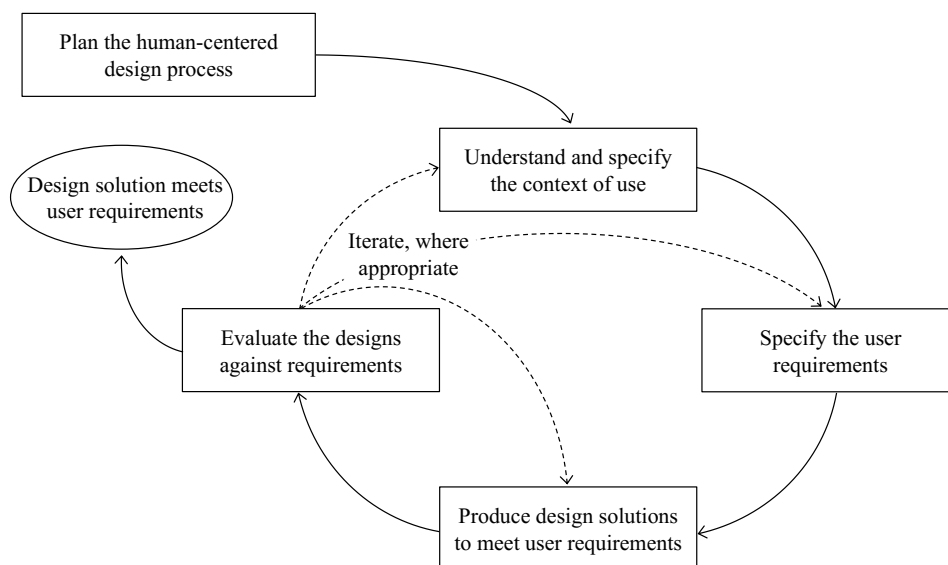 Plan the human-centered
design process
Understand and specify
the context of use
Design solution meets
user requirements
Iterate, where
appropriate
Evaluate the designs
against requirements
Specify the user
requirements
Produce design solutions
to meet user requirements